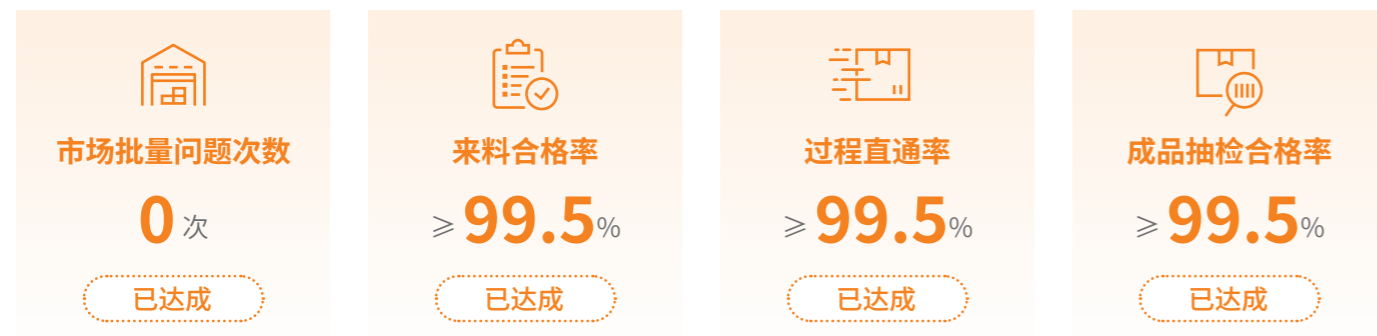 市场批量问题次数
0 次
已达成
来料合格率
≥ 99.5%
已达成
过程直通率
≥ 99.5%
已达成
成品抽检合格率
≥ 99.5%
已达成